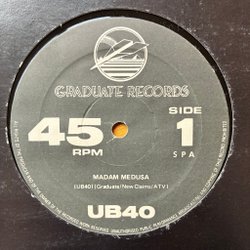 GRADUATE RECORDS
45
RPM
SIDE
1
SPA
MADAM MEDUSA
(UB40) (Graduate/New Claims/ATV)
UB40